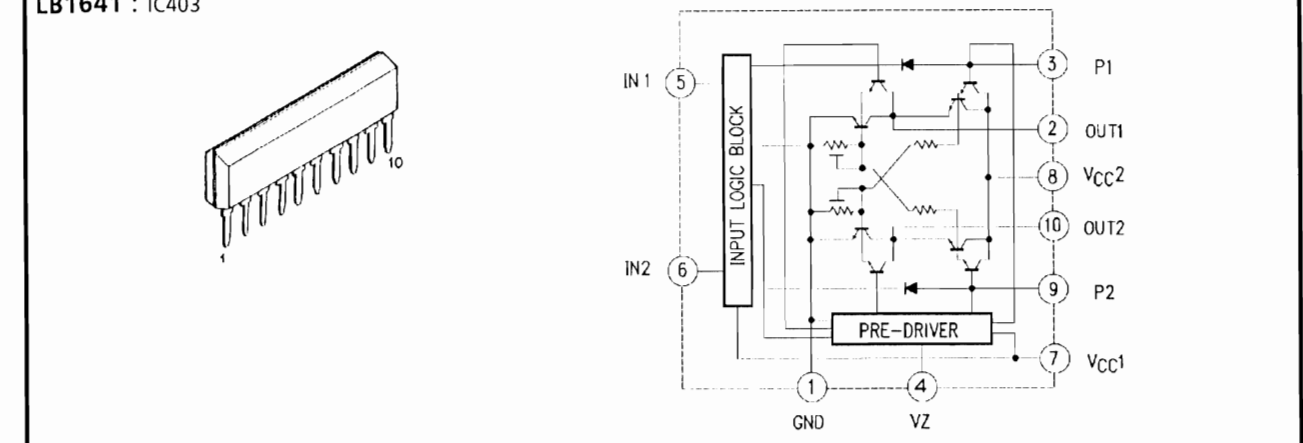 LB1641 : IC403
10
1
IN 1
5
IN2
6
INPUT LOGIC BLOCK
PRE-DRIVER
3
P1
2
OUT1
8
VCC2
10
OUT2
9
P2
7
VCC1
1
4
GND
VZ